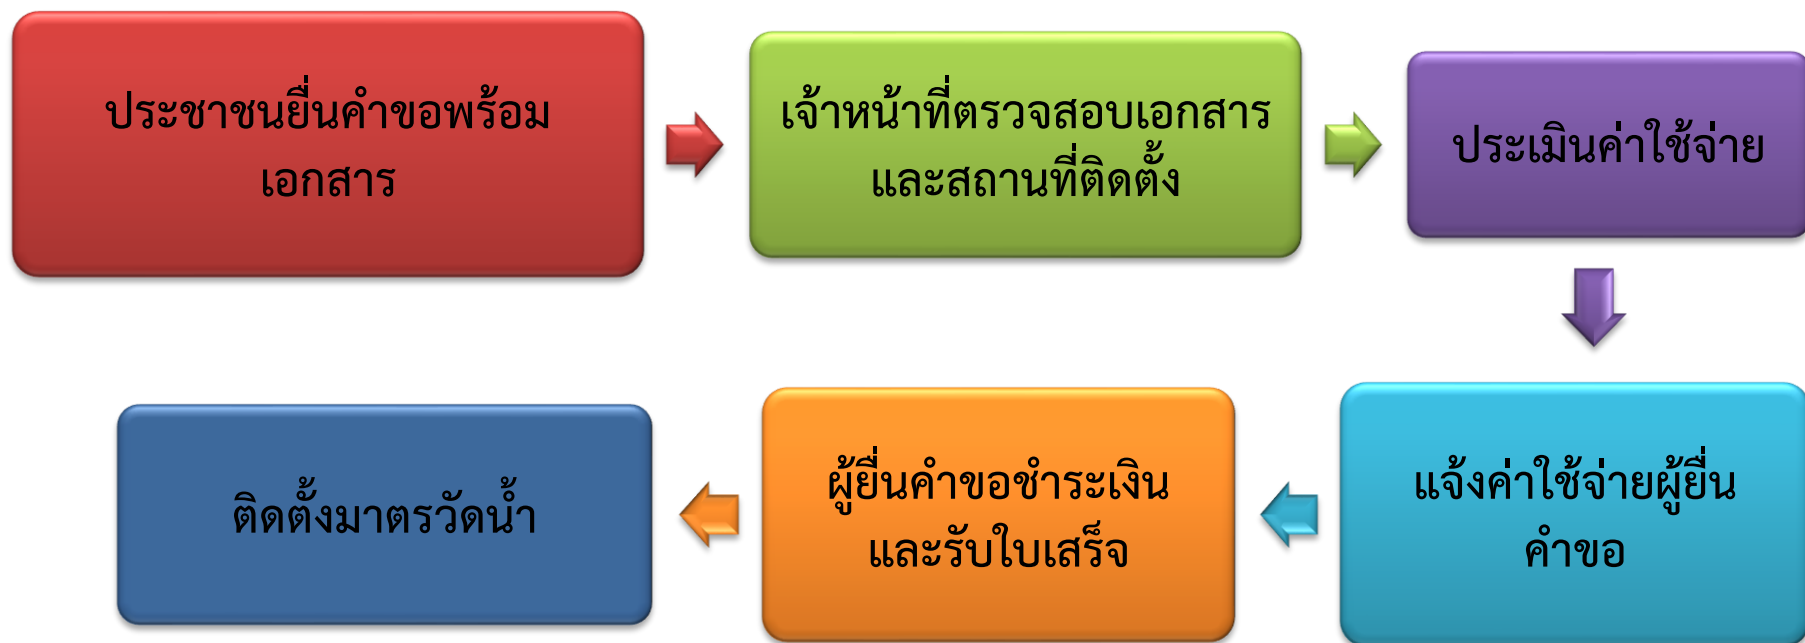 ประชาชนยื่นคำขอพร้อม
เอกสาร
เจ้าหน้าที่ตรวจสอบเอกสาร
และสถานที่ติดตั้ง
ประเมินค่าใช้จ่าย
แจ้งค่าใช้จ่ายผู้ยื่น
คำขอ
ผู้ยื่นคำขอชำระเงิน
และรับใบเสร็จ
ติดตั้งมาตรวัดน้ำ